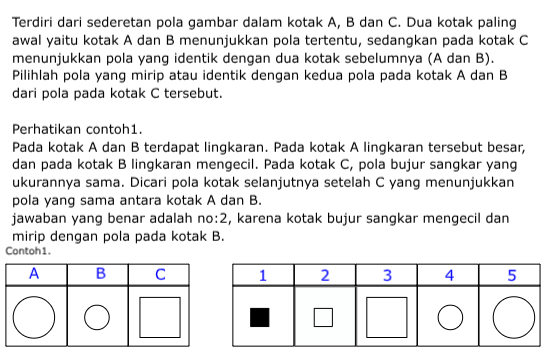 Terdiri dari sederetan pola gambar dalam kotak A, B dan C. Dua kotak paling
awal yaitu kotak A dan B menunjukkan pola tertentu, sedangkan pada kotak C
menunjukkan pola yang identik dengan dua kotak sebelumnya (A dan B).
Pilihlah pola yang mirip atau identik dengan kedua pola pada kotak A dan B
dari pola pada kotak C tersebut.
Perhatikan contoh1.
Pada kotak A dan B terdapat lingkaran. Pada kotak A lingkaran tersebut besar,
dan pada kotak B lingkaran mengecil. Pada kotak C, pola bujur sangkar yang
ukurannya sama. Dicari pola kotak selanjutnya setelah C yang menunjukkan
pola yang sama antara kotak A dan B.
jawaban yang benar adalah no:2, karena kotak bujur sangkar mengecil dan
mirip dengan pola pada kotak B.
Contoh1.
A B C 1 2 3 4 5